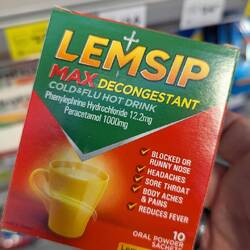 LEMSIP
MAX DECONGESTANT
COLD & FLU HOT DRINK
Phenylephrine Hydrochloride 12.2mg
Paracetamol 1000mg
• BLOCKED OR
RUNNY NOSE
• HEADACHES
• SORE THROAT
• BODY ACHES
& PAINS
• REDUCES FEVER
10
ORAL POWDER
SACHETS